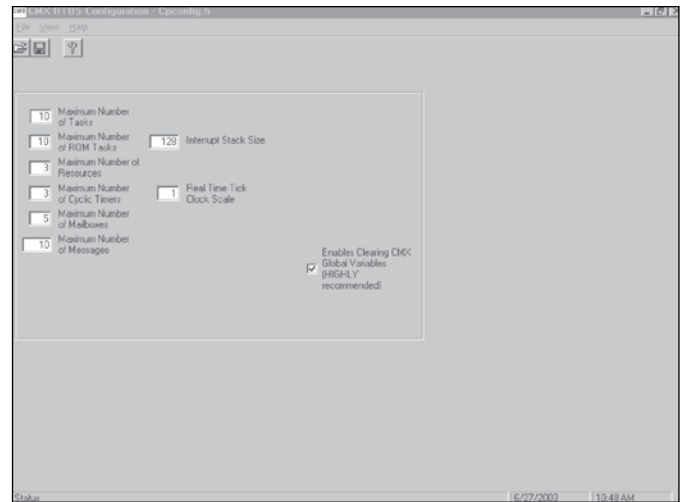 CMX RTOS Configuration - Cpconfig.h
File View Help
10 Maximum Number
of Tasks
10 Maximum Number
of ROM Tasks
128 Interrupt Stack Size
3 Maximum Number of
Resources
3 Maximum Number
of Cyclic Timers
1 Real Time Tick
Clock Scale
5 Maximum Number
of Mailboxes
10 Maximum Number
of Messages
Enables Clearing CMX
Global Variables
(HIGHLY
recommended)
Status
6/27/2003
10:48 AM